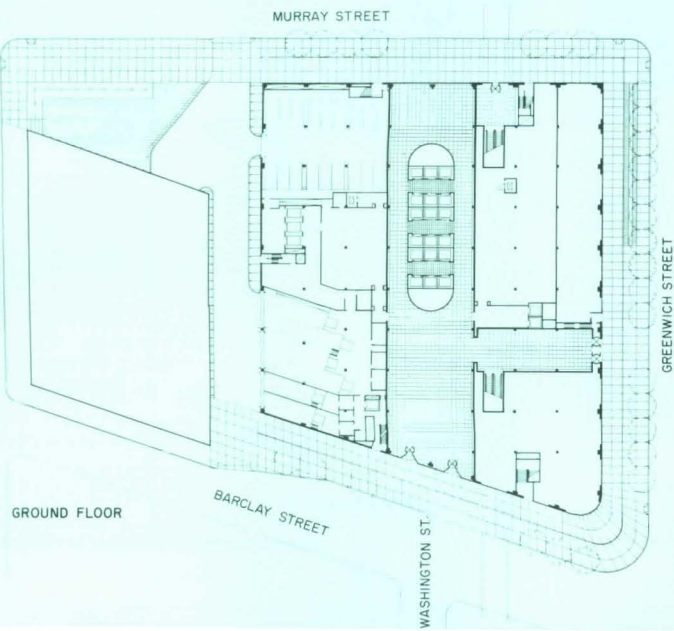 MURRAY STREET
GREENWICH STREET
GROUND FLOOR
BARCLAY STREET
WASHINGTON ST.